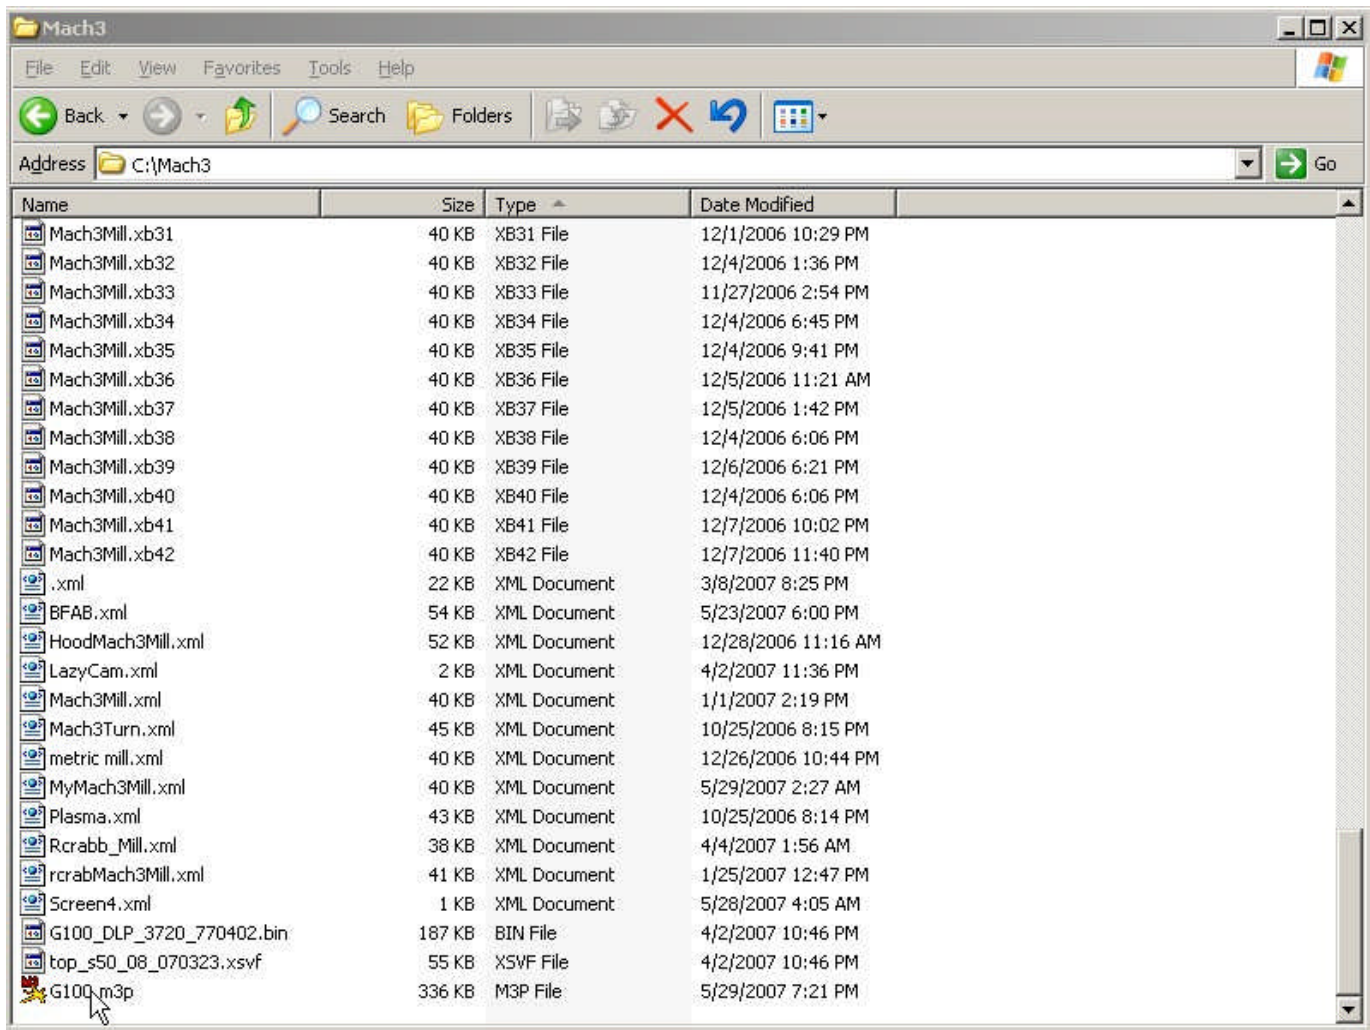 Mach3
File Edit View Favorites Tools Help
Back Search Folders
Address C:\Mach3 Go
Name Size Type Date Modified
Mach3Mill.xb31 40 KB XB31 File 12/1/2006 10:29 PM
Mach3Mill.xb32 40 KB XB32 File 12/4/2006 1:36 PM
Mach3Mill.xb33 40 KB XB33 File 11/27/2006 2:54 PM
Mach3Mill.xb34 40 KB XB34 File 12/4/2006 6:45 PM
Mach3Mill.xb35 40 KB XB35 File 12/4/2006 9:41 PM
Mach3Mill.xb36 40 KB XB36 File 12/5/2006 11:21 AM
Mach3Mill.xb37 40 KB XB37 File 12/5/2006 1:42 PM
Mach3Mill.xb38 40 KB XB38 File 12/4/2006 6:06 PM
Mach3Mill.xb39 40 KB XB39 File 12/6/2006 6:21 PM
Mach3Mill.xb40 40 KB XB40 File 12/4/2006 6:06 PM
Mach3Mill.xb41 40 KB XB41 File 12/7/2006 10:02 PM
Mach3Mill.xb42 40 KB XB42 File 12/7/2006 11:40 PM
.xml 22 KB XML Document 3/8/2007 8:25 PM
BFAB.xml 54 KB XML Document 5/23/2007 6:00 PM
HoodMach3Mill.xml 52 KB XML Document 12/28/2006 11:16 AM
LazyCam.xml 2 KB XML Document 4/2/2007 11:36 PM
Mach3Mill.xml 40 KB XML Document 1/1/2007 2:19 PM
Mach3Turn.xml 45 KB XML Document 10/25/2006 8:15 PM
metric mill.xml 40 KB XML Document 12/26/2006 10:44 PM
MyMach3Mill.xml 40 KB XML Document 5/29/2007 2:27 AM
Plasma.xml 43 KB XML Document 10/25/2006 8:14 PM
Rcrabb_Mill.xml 38 KB XML Document 4/4/2007 1:56 AM
rcrabMach3Mill.xml 41 KB XML Document 1/25/2007 12:47 PM
Screen4.xml 1 KB XML Document 5/28/2007 4:05 AM
G100_DLP_3720_770402.bin 187 KB BIN File 4/2/2007 10:46 PM
top_s50_08_070323.xsvf 55 KB XSVF File 4/2/2007 10:46 PM
G100.m3p 336 KB M3P File 5/29/2007 7:21 PM